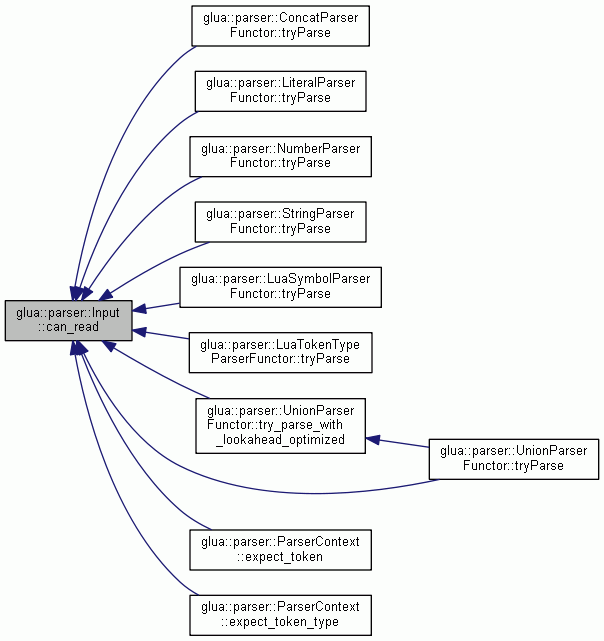 glua::parser::ConcatParser
Functor::tryParse
glua::parser::LiteralParser
Functor::tryParse
glua::parser::NumberParser
Functor::tryParse
glua::parser::StringParser
Functor::tryParse
glua::parser::LuaSymbolParser
Functor::tryParse
glua::parser::Input
::can_read
glua::parser::LuaTokenType
ParserFunctor::tryParse
glua::parser::UnionParser
Functor::try_parse_with
_lookahead_optimized
glua::parser::UnionParser
Functor::tryParse
glua::parser::ParserContext
::expect_token
glua::parser::ParserContext
::expect_token_type